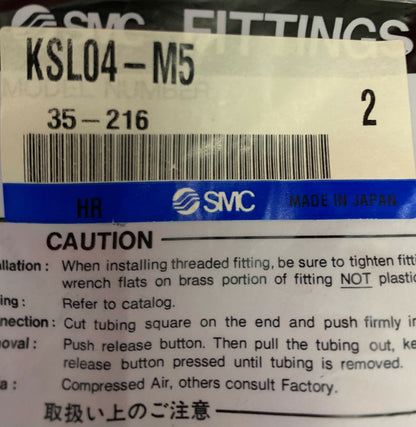 SMC FITTINGS
KSL04-M5
MODEL NUMBER
35-216
2
HR SMC MADE IN JAPAN
CAUTION
allation: When installing threaded fitting, be sure to tighten fitti
wrench flats on brass portion of fitting NOT plastic
ing: Refer to catalog.
nnection: Cut tubing square on the end and push firmly in
noval: Push release button. Then pull the tubing out, ke
release button pressed until tubing is removed.
a: Compressed Air, others consult Factory.
取扱い上のご注意